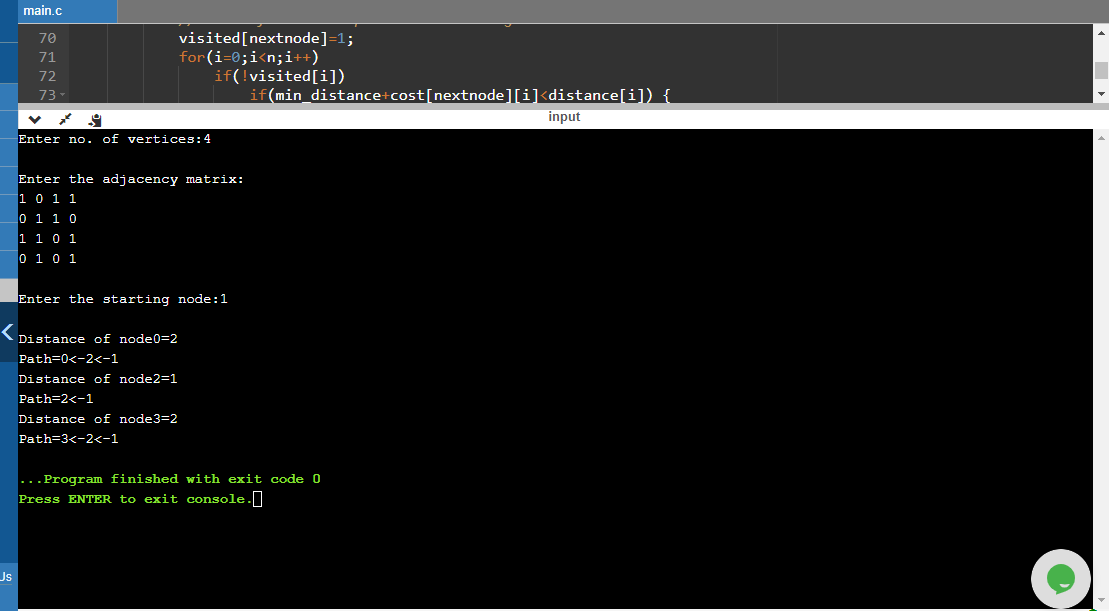 main.c
70 visited[nextnode]=1;
71 for(i=0;i<n;i++)
72 if(!visited[i])
73 if(min_distance+cost[nextnode][i]<distance[i]) {
input
Enter no. of vertices:4
Enter the adjacency matrix:
1 0 1 1
0 1 1 0
1 1 0 1
0 1 0 1
Enter the starting node:1
Distance of node0=2
Path=0<-2<-1
Distance of node2=1
Path=2<-1
Distance of node3=2
Path=3<-2<-1
...Program finished with exit code 0
Press ENTER to exit console.
Us